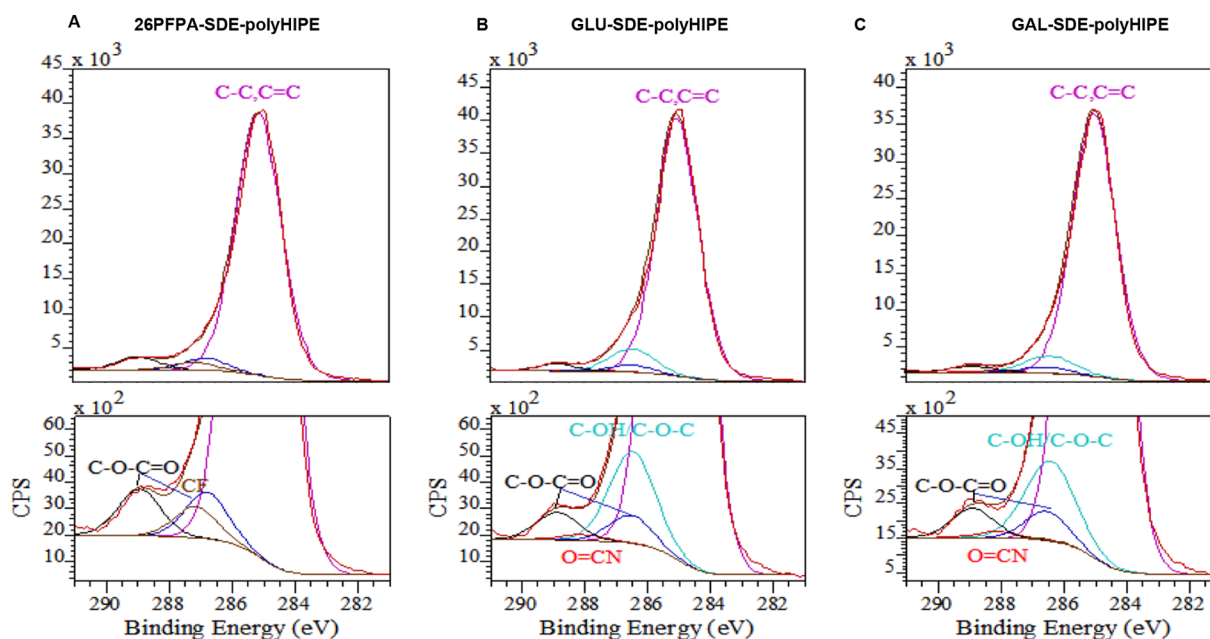 A 26PFPA-SDE-polyHIPE
x 10³
45
40
35
30
25
20
15
10
5
C-C,C=C
x 10²
60
50
40
30
20
10
CPS
C-O-C=O
CF
290 288 286 284 282
Binding Energy (eV)
B GLU-SDE-polyHIPE
x 10³
45
40
35
30
25
20
15
10
5
C-C,C=C
x 10²
60
50
40
30
20
10
CPS
C-OH/C-O-C
C-O-C=O
O=CN
290 288 286 284 282
Binding Energy (eV)
C GAL-SDE-polyHIPE
x 10³
40
35
30
25
20
15
10
5
C-C,C=C
x 10²
45
35
25
15
5
CPS
C-OH/C-O-C
C-O-C=O
O=CN
290 288 286 284 282
Binding Energy (eV)